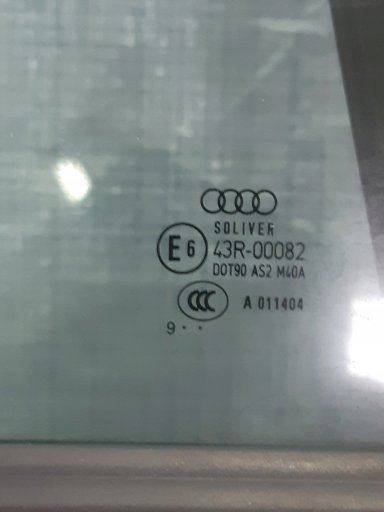 SOLIVER
E6 43R-00082
DOT90 AS2 M40A
CCC A 011404
9··